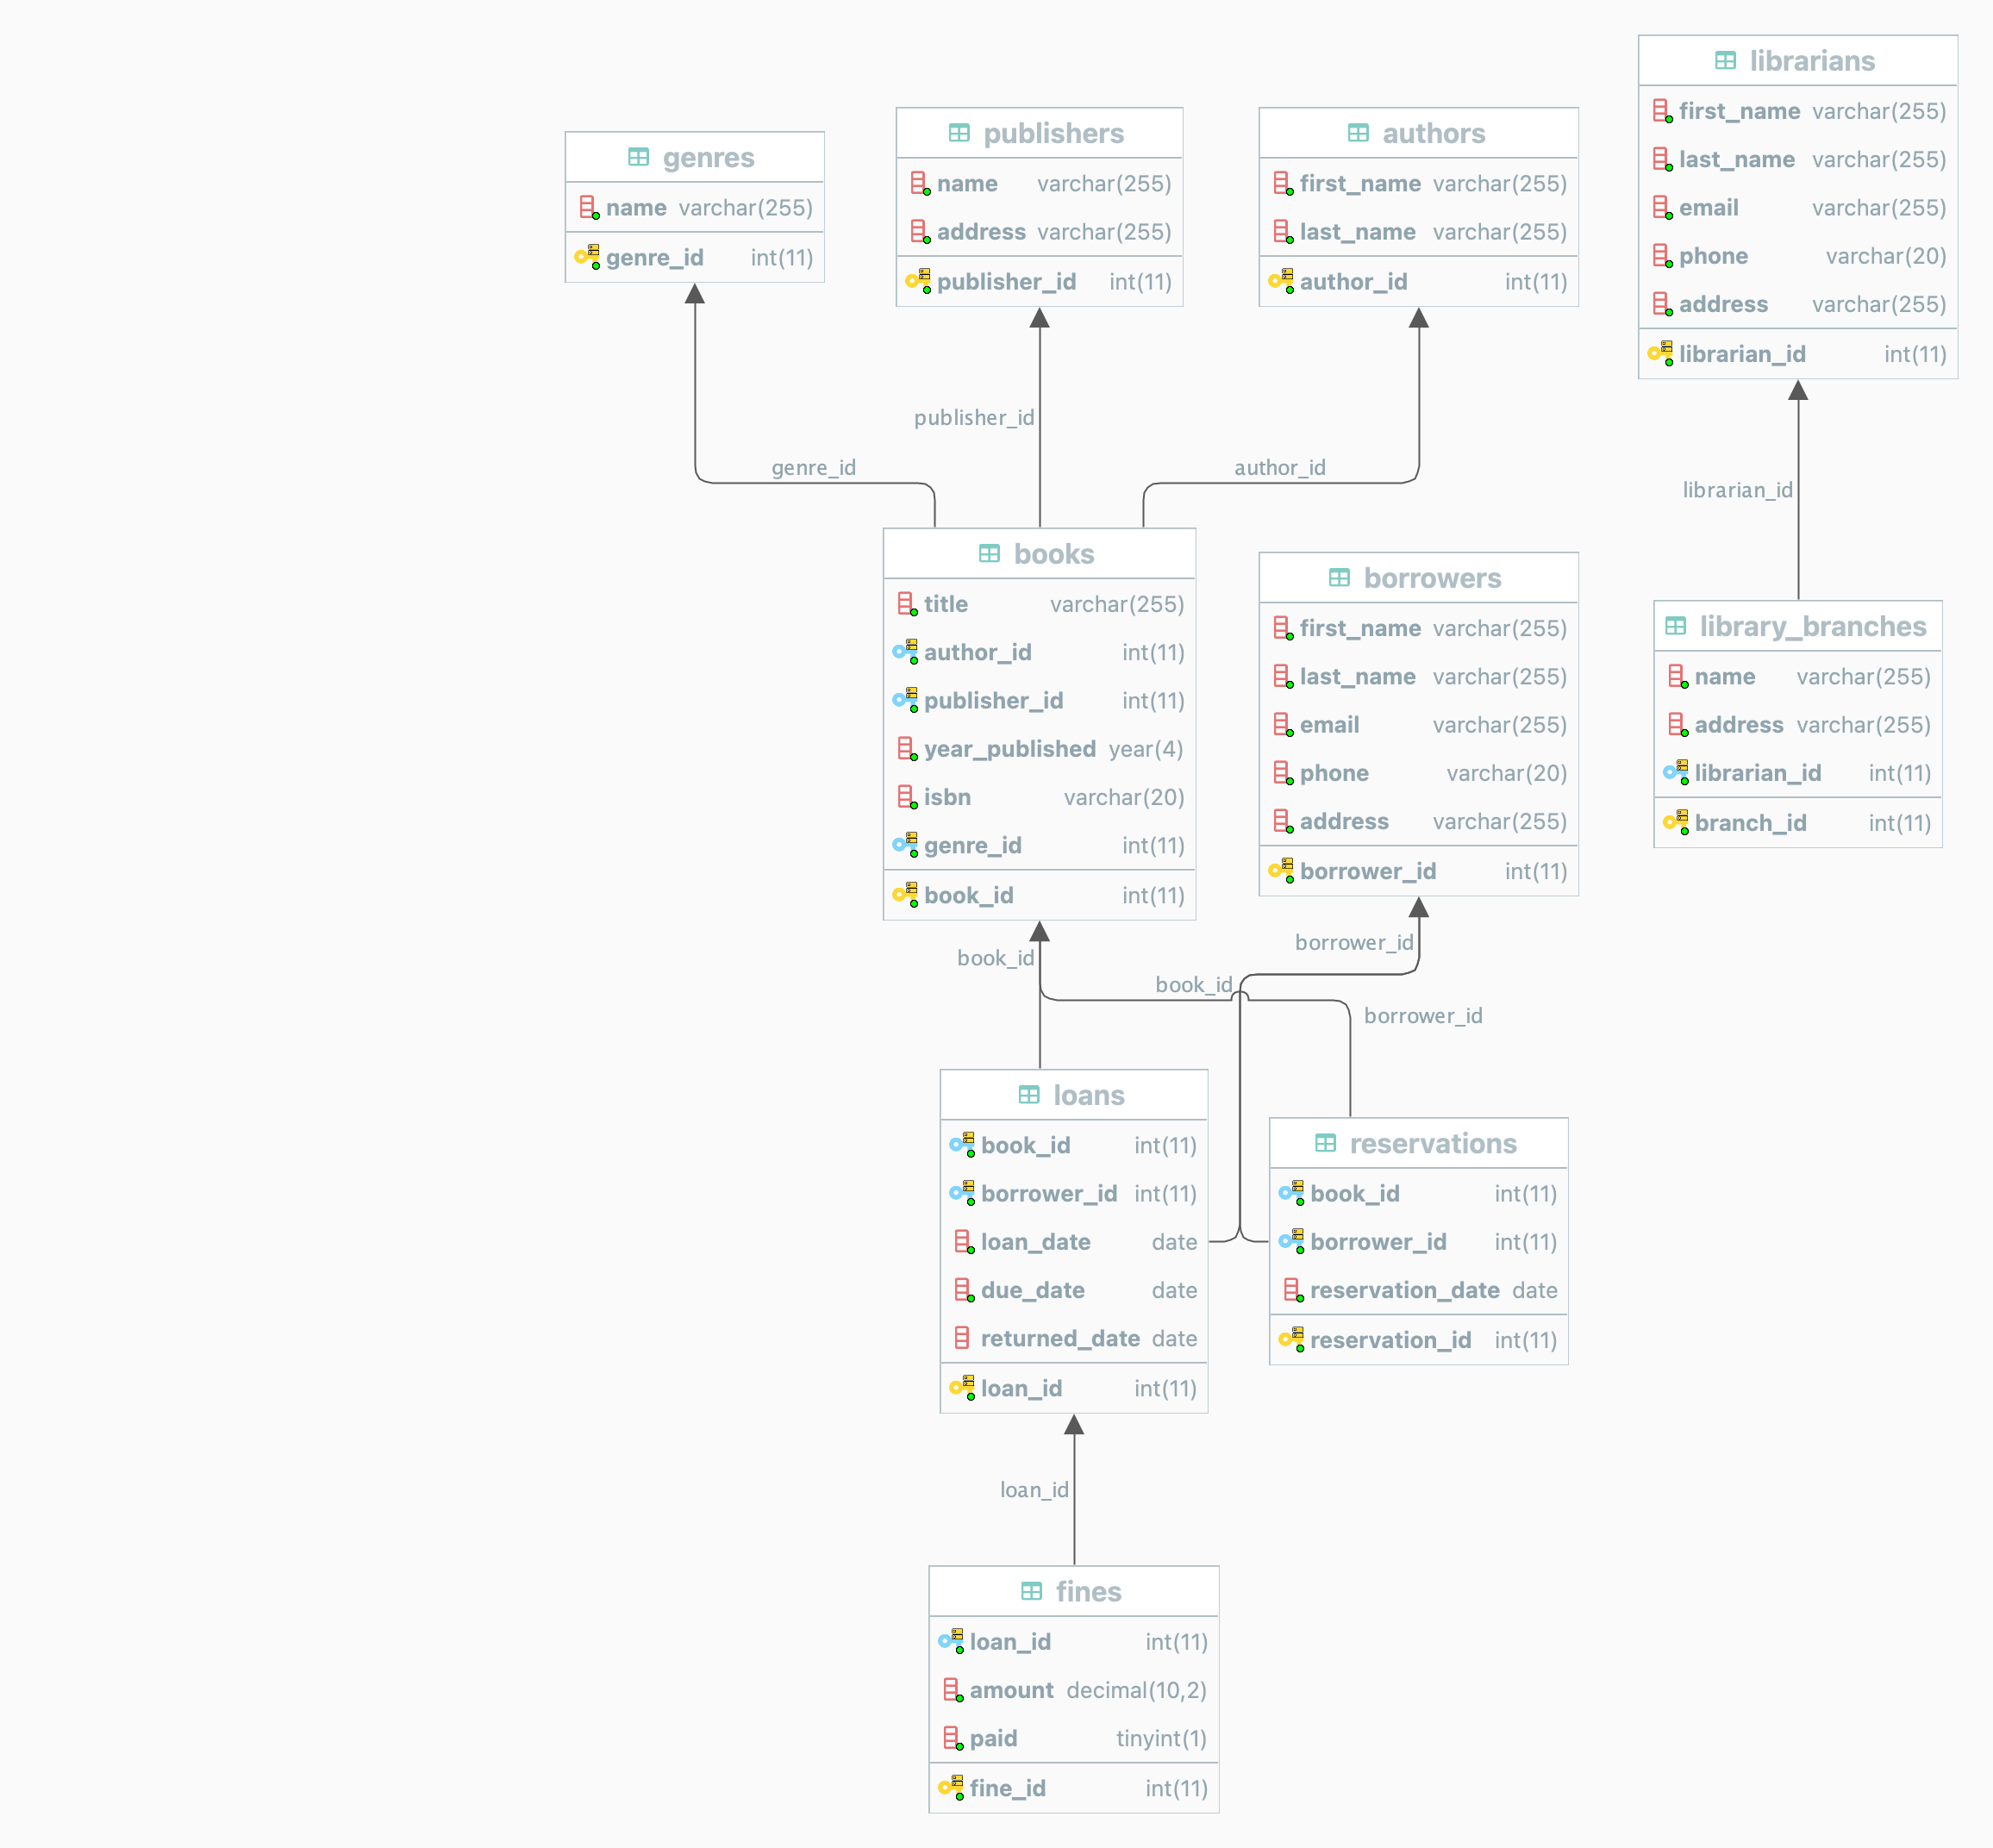 librarians
first_name varchar(255)
last_name varchar(255)
email varchar(255)
phone varchar(20)
address varchar(255)
librarian_id int(11)
publishers
name varchar(255)
address varchar(255)
publisher_id int(11)
authors
first_name varchar(255)
last_name varchar(255)
author_id int(11)
genres
name varchar(255)
genre_id int(11)
publisher_id
genre_id
author_id
librarian_id
books
title varchar(255)
author_id int(11)
publisher_id int(11)
year_published year(4)
isbn varchar(20)
genre_id int(11)
book_id int(11)
borrowers
first_name varchar(255)
last_name varchar(255)
email varchar(255)
phone varchar(20)
address varchar(255)
borrower_id int(11)
library_branches
name varchar(255)
address varchar(255)
librarian_id int(11)
branch_id int(11)
book_id
borrower_id
book_id
borrower_id
loans
book_id int(11)
borrower_id int(11)
loan_date date
due_date date
returned_date date
loan_id int(11)
reservations
book_id int(11)
borrower_id int(11)
reservation_date date
reservation_id int(11)
loan_id
fines
loan_id int(11)
amount decimal(10,2)
paid tinyint(1)
fine_id int(11)